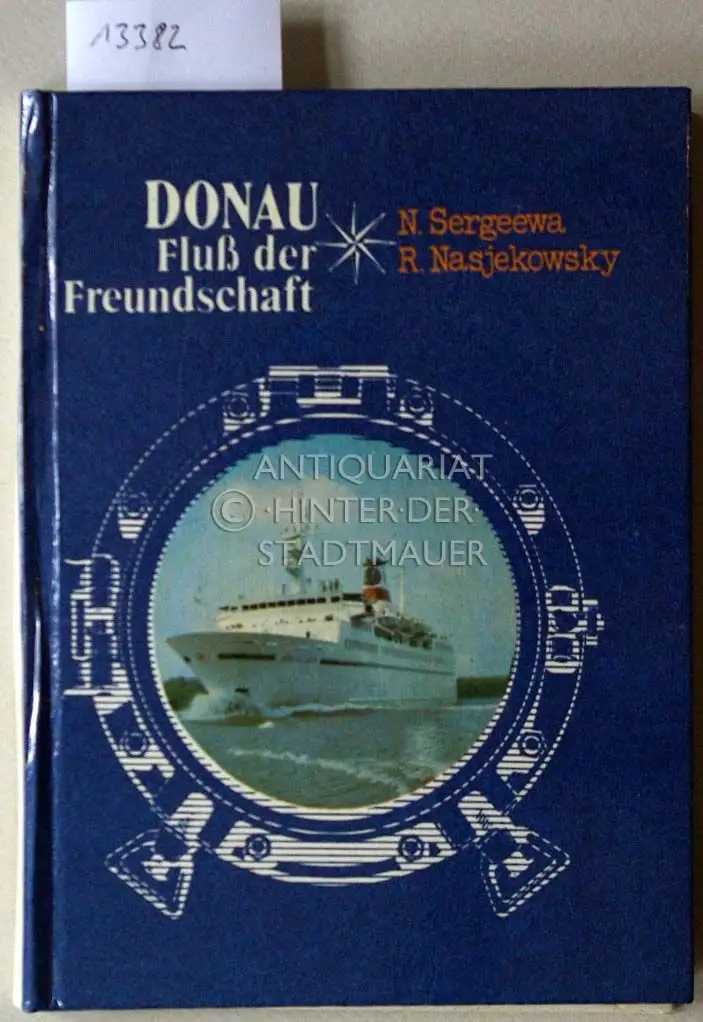 13382
DONAU
Fluß der
Freundschaft
N. Sergeewa
R. Nasjekowsky
ANTIQUARIAT
©·HINTER·DER·
STADTMAUER